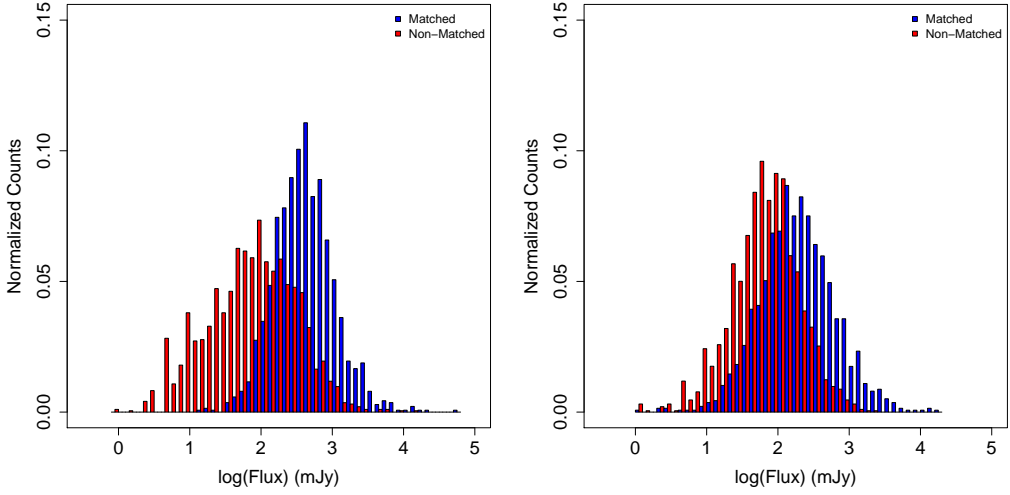 Matched
Non−Matched
Normalized Counts
0.15
0.10
0.05
0.00
0 1 2 3 4 5
log(Flux) (mJy)
Matched
Non−Matched
Normalized Counts
0.15
0.10
0.05
0.00
0 1 2 3 4 5
log(Flux) (mJy)